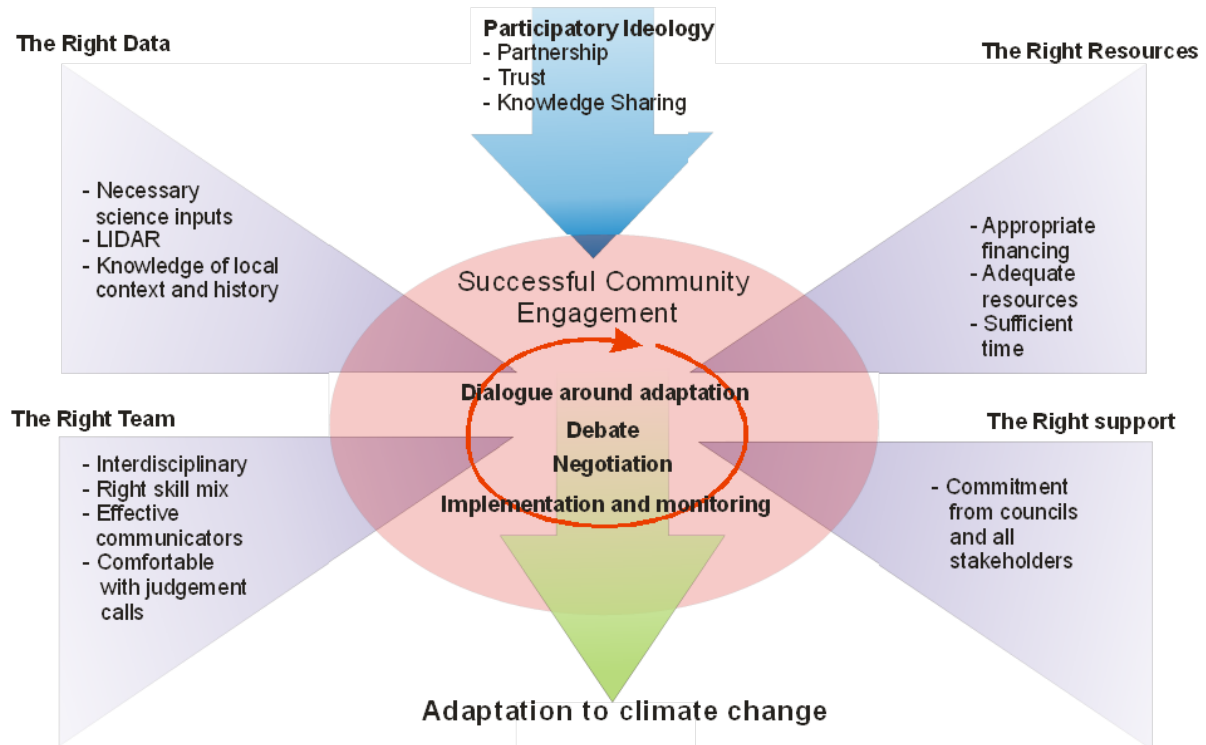 The Right Data
Participatory Ideology
- Partnership
- Trust
- Knowledge Sharing
The Right Resources
- Necessary
science inputs
- LIDAR
- Knowledge of local
context and history
- Appropriate
financing
- Adequate
resources
- Sufficient
time
Successful Community
Engagement
Dialogue around adaptation
Debate
Negotiation
Implementation and monitoring
The Right Team
- Interdisciplinary
- Right skill mix
- Effective
communicators
- Comfortable
with judgement
calls
The Right support
- Commitment
from councils
and all
stakeholders
Adaptation to climate change